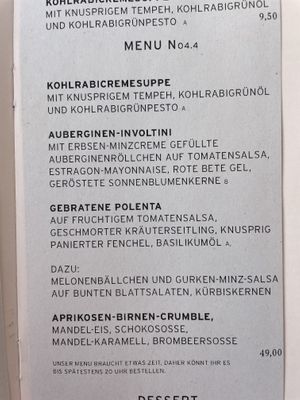 KOHLRABICREMESUPPE
MIT KNUSPRIGEM TEMPEH, KOHLRABIGRÜNÖL
UND KOHLRABIGRÜNPESTO A
9,50
MENU No4.4
KOHLRABICREMESUPPE
MIT KNUSPRIGEM TEMPEH, KOHLRABIGRÜNÖL
UND KOHLRABIGRÜNPESTO A
AUBERGINEN-INVOLTINI
MIT ERBSEN-MINZCREME GEFÜLLTE
AUBERGINENRÖLLCHEN AUF TOMATENSALSA,
ESTRAGON-MAYONNAISE, ROTE BETE GEL,
GERÖSTETE SONNENBLUMENKERNE B
GEBRATENE POLENTA
AUF FRUCHTIGEM TOMATENSALSA,
GESCHMORTER KRÄUTERSEITLING, KNUSPRIG
PANIERTER FENCHEL, BASILIKUMÖL A,
DAZU:
MELONENBÄLLCHEN UND GURKEN-MINZ-SALSA
AUF BUNTEN BLATTSALATEN, KÜRBISKERNEN
APRIKOSEN-BIRNEN-CRUMBLE,
MANDEL-EIS, SCHOKOSOSSE,
MANDEL-KARAMELL, BROMBEERSOSSE
49,00
UNSER MENU BRAUCHT ETWAS ZEIT, DAHER KÖNNT IHR ES
BIS SPÄTESTENS 20 UHR BESTELLEN.
DESSERT